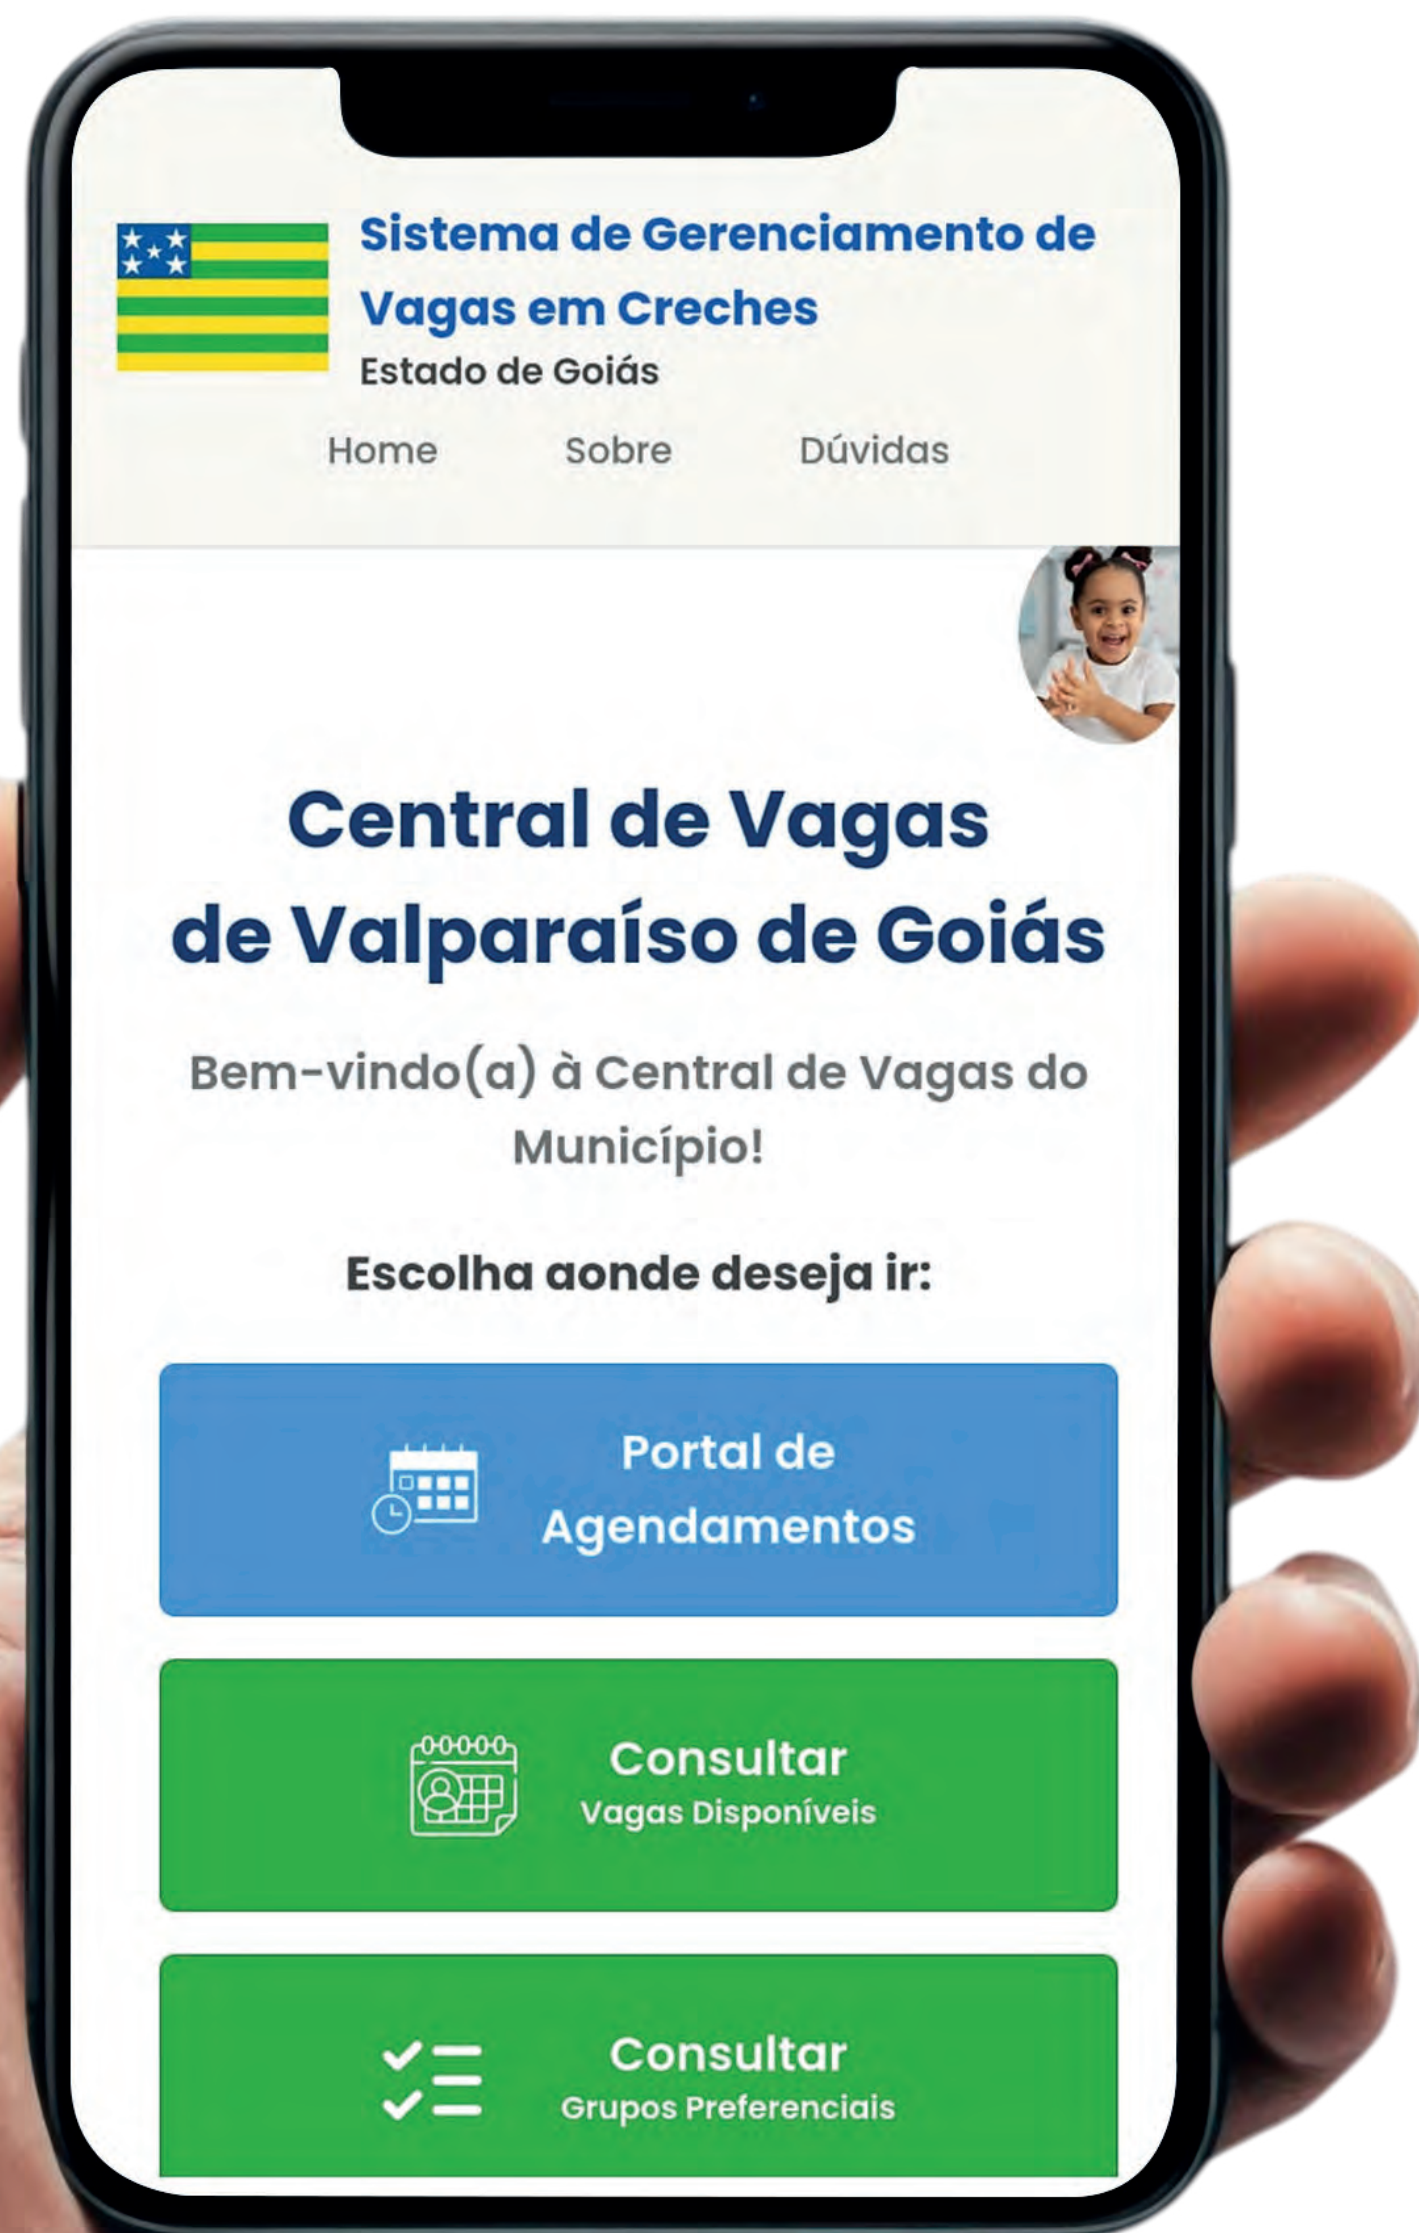 Sistema de Gerenciamento de
Vagas em Creches
Estado de Goiás
Home Sobre Dúvidas
Central de Vagas
de Valparaíso de Goiás
Bem-vindo(a) à Central de Vagas do
Município!
Escolha aonde deseja ir:
Portal de
Agendamentos
Consultar
Vagas Disponíveis
Consultar
Grupos Preferenciais